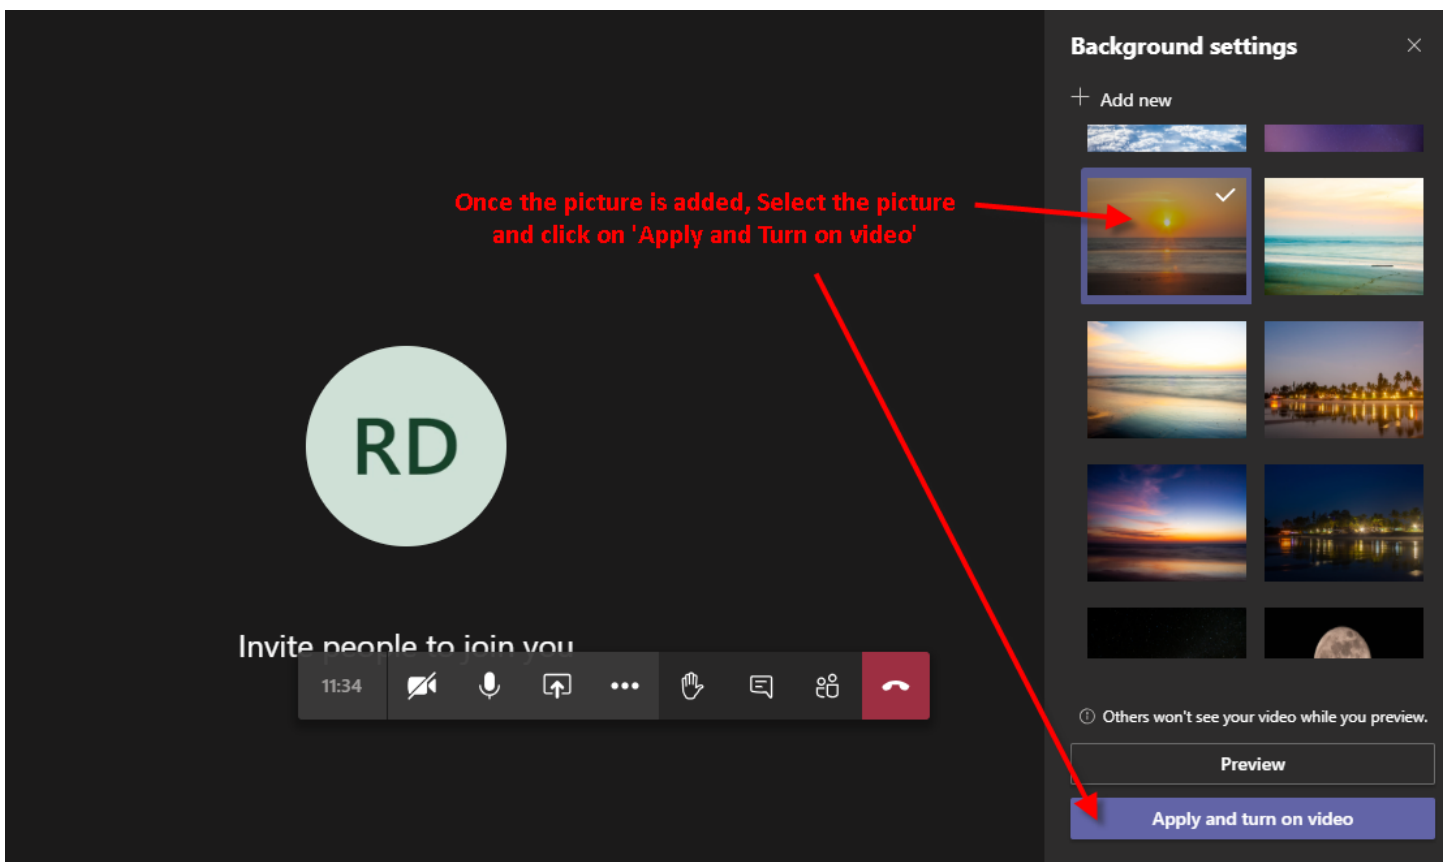 Background settings
Add new
Once the picture is added, Select the picture
and click on 'Apply and Turn on video'
RD
Invite people to join you
11:34
Others won't see your video while you preview.
Preview
Apply and turn on video